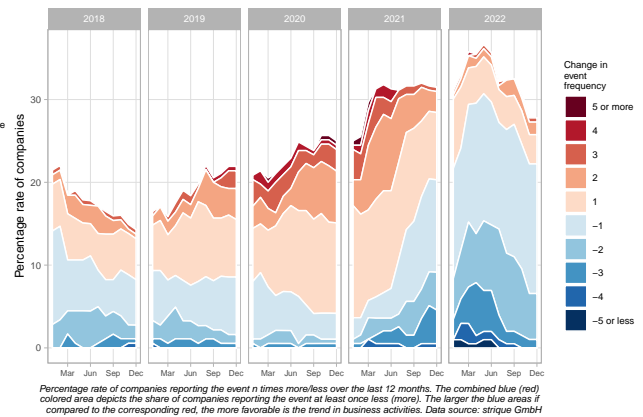 2018 2019 2020 2021 2022
Percentage rate of companies
30
20
10
0
Mar Jun Sep Dec Mar Jun Sep Dec Mar Jun Sep Dec Mar Jun Sep Dec Mar Jun Sep Dec
Change in
event
frequency
5 or more
4
3
2
1
−1
−2
−3
−4
−5 or less
e
Percentage rate of companies reporting the event n times more/less over the last 12 months. The combined blue (red)
colored area depicts the share of companies reporting the event at least once less (more). The larger the blue areas if
compared to the corresponding red, the more favorable is the trend in business activities. Data source: strique GmbH